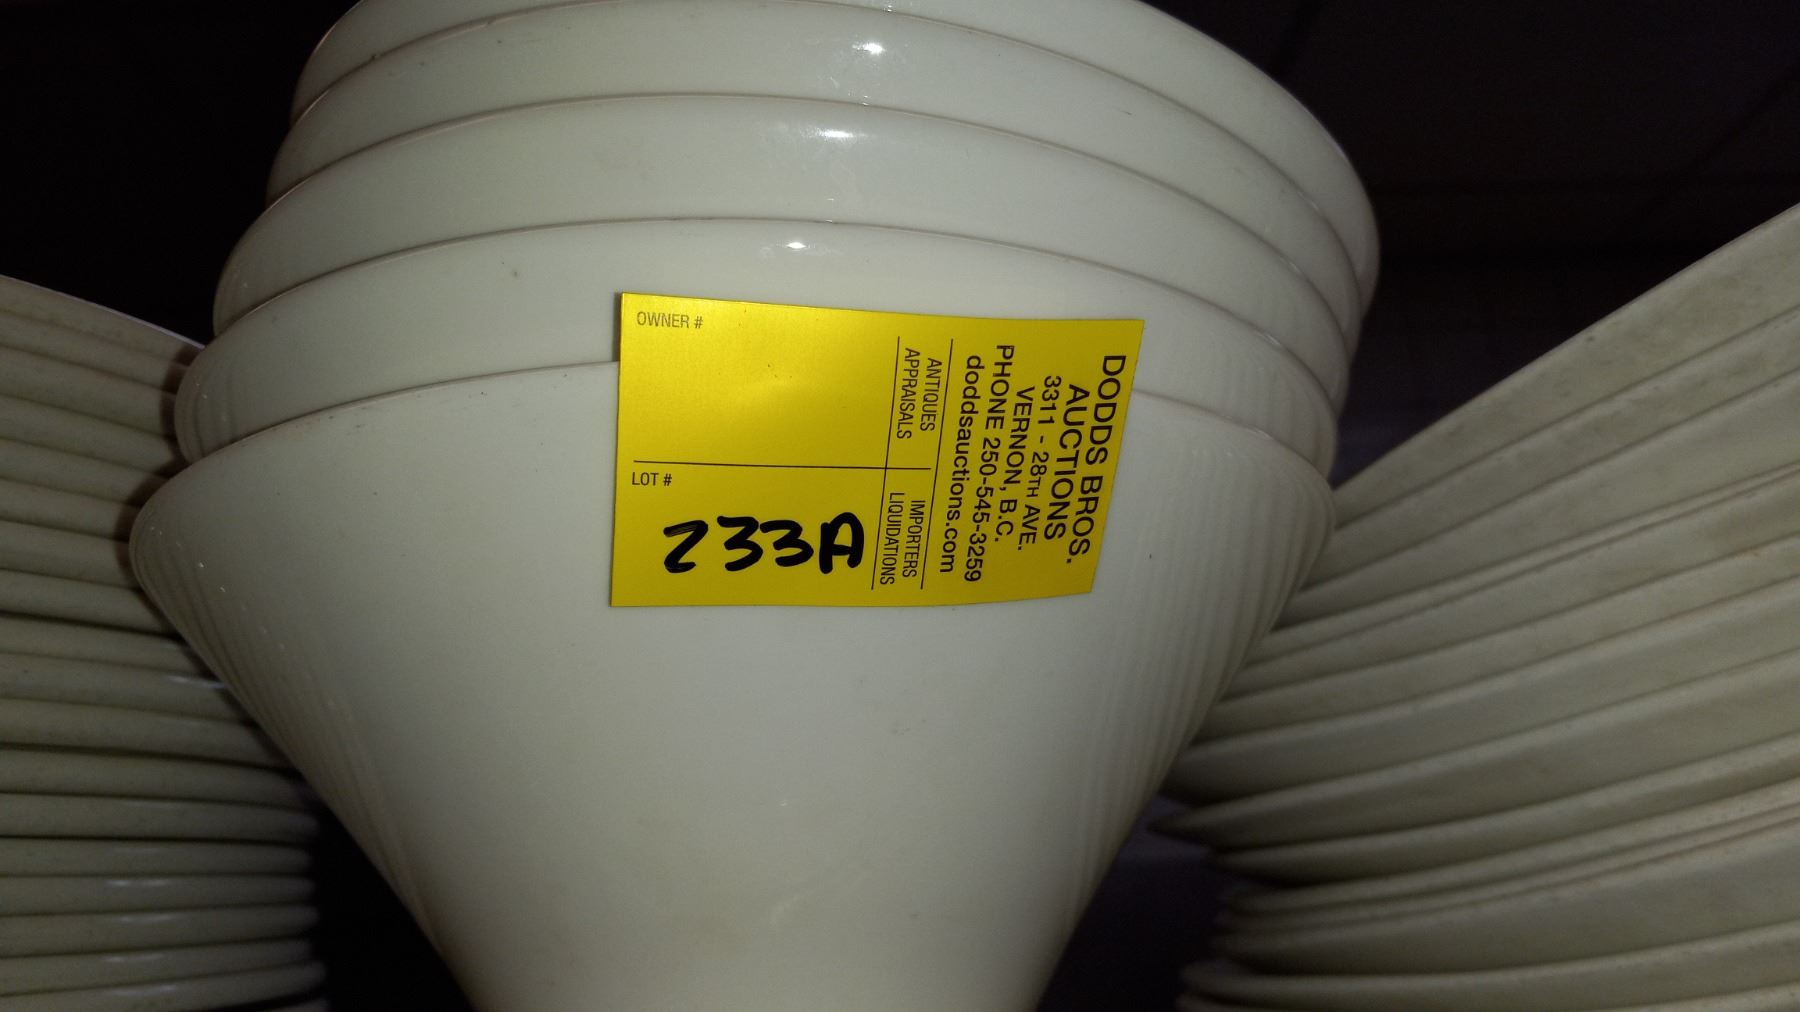 DODDS BROS.
AUCTIONS
3311 - 28TH AVE.
VERNON, B.C.
PHONE 250-545-3259
doddsauctions.com
ANTIQUES
APPRAISALS
IMPORTERS
LIQUIDATIONS
OWNER #
LOT #
233A